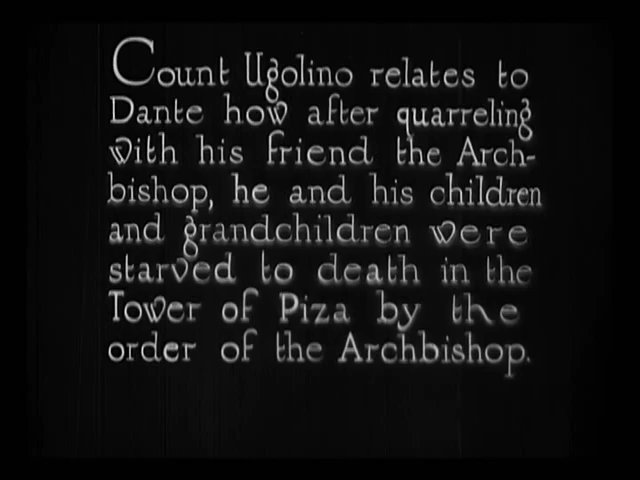 Count Ugolino relates to
Dante how after quarreling
with his friend the Arch-
bishop, he and his children
and grandchildren were
starved to death in the
Tower of Piza by the
order of the Archbishop.